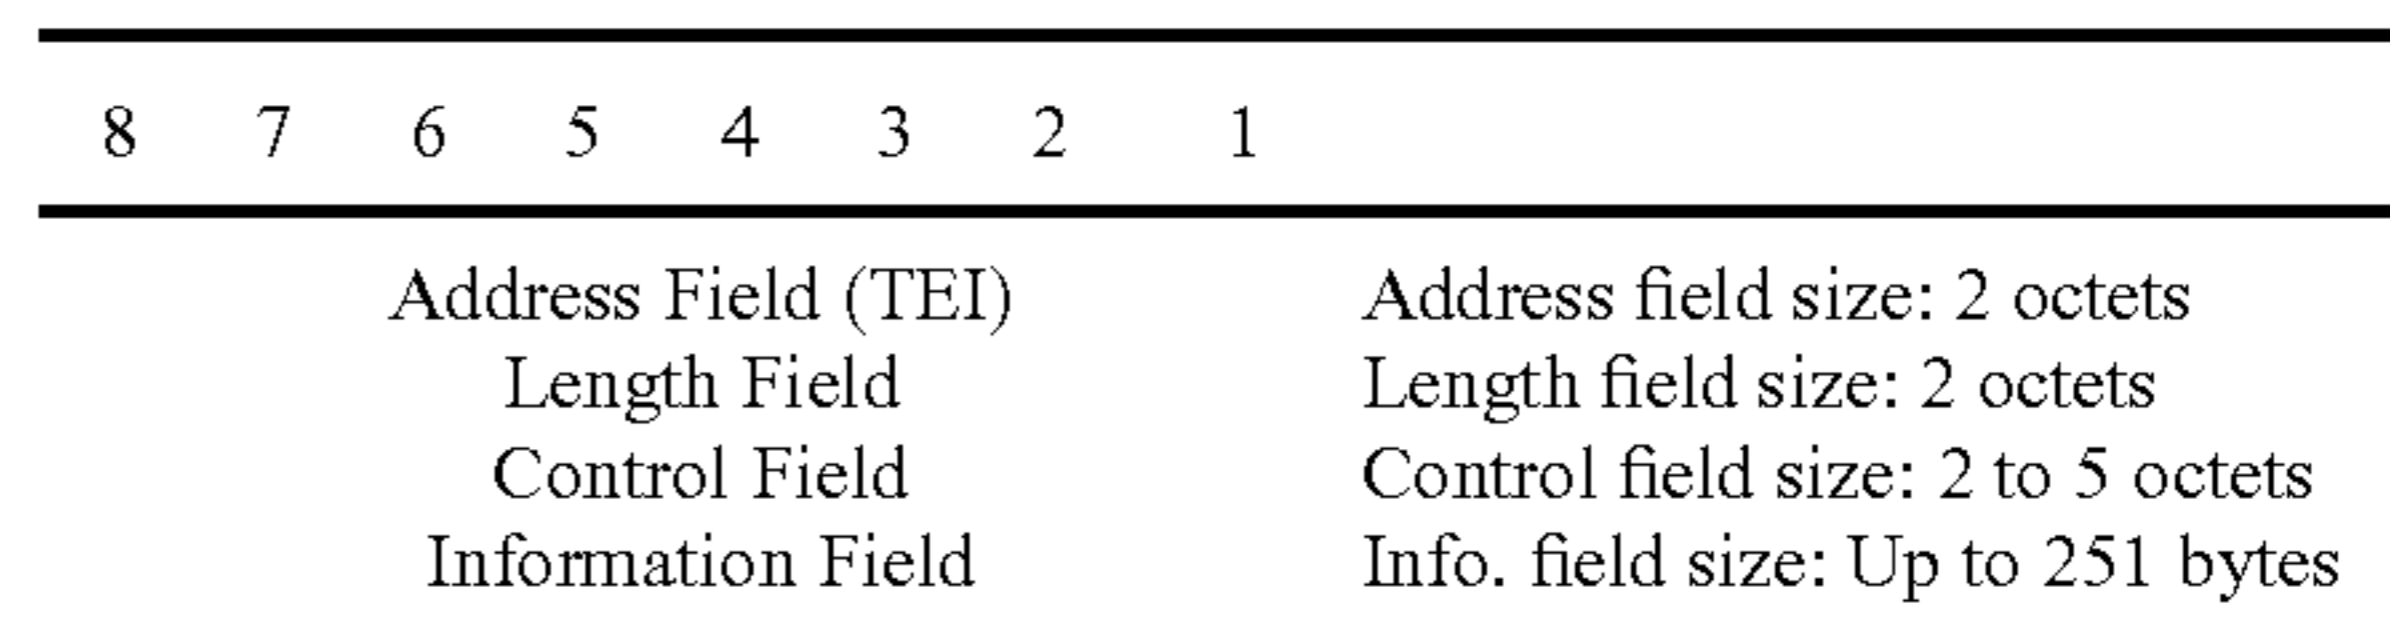 8 7 6 5 4 3 2 1
Address Field (TEI) Address field size: 2 octets
Length Field Length field size: 2 octets
Control Field Control field size: 2 to 5 octets
Information Field Info. field size: Up to 251 bytes